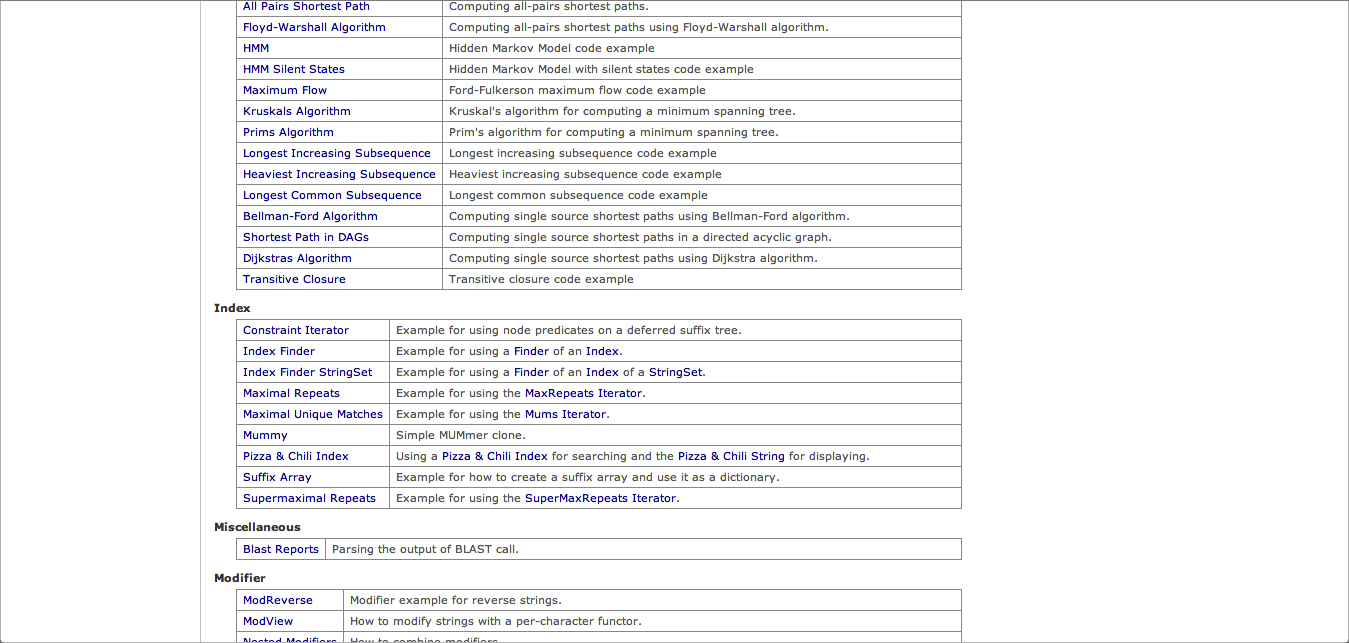 All Pairs Shortest Path Computing all-pairs shortest paths.
Floyd-Warshall Algorithm Computing all-pairs shortest paths using Floyd-Warshall algorithm.
HMM Hidden Markov Model code example
HMM Silent States Hidden Markov Model with silent states code example
Maximum Flow Ford-Fulkerson maximum flow code example
Kruskals Algorithm Kruskal's algorithm for computing a minimum spanning tree.
Prims Algorithm Prim's algorithm for computing a minimum spanning tree.
Longest Increasing Subsequence Longest increasing subsequence code example
Heaviest Increasing Subsequence Heaviest increasing subsequence code example
Longest Common Subsequence Longest common subsequence code example
Bellman-Ford Algorithm Computing single source shortest paths using Bellman-Ford algorithm.
Shortest Path in DAGs Computing single source shortest paths in a directed acyclic graph.
Dijkstras Algorithm Computing single source shortest paths using Dijkstra algorithm.
Transitive Closure Transitive closure code example
Index
Constraint Iterator Example for using node predicates on a deferred suffix tree.
Index Finder Example for using a Finder of an Index.
Index Finder StringSet Example for using a Finder of an Index of a StringSet.
Maximal Repeats Example for using the MaxRepeats Iterator.
Maximal Unique Matches Example for using the Mums Iterator.
Mummy Simple MUMmer clone.
Pizza & Chili Index Using a Pizza & Chili Index for searching and the Pizza & Chili String for displaying.
Suffix Array Example for how to create a suffix array and use it as a dictionary.
Supermaximal Repeats Example for using the SuperMaxRepeats Iterator.
Miscellaneous
Blast Reports Parsing the output of BLAST call.
Modifier
ModReverse Modifier example for reverse strings.
ModView How to modify strings with a per-character functor.
Nested Modifiers How to combine modifiers.